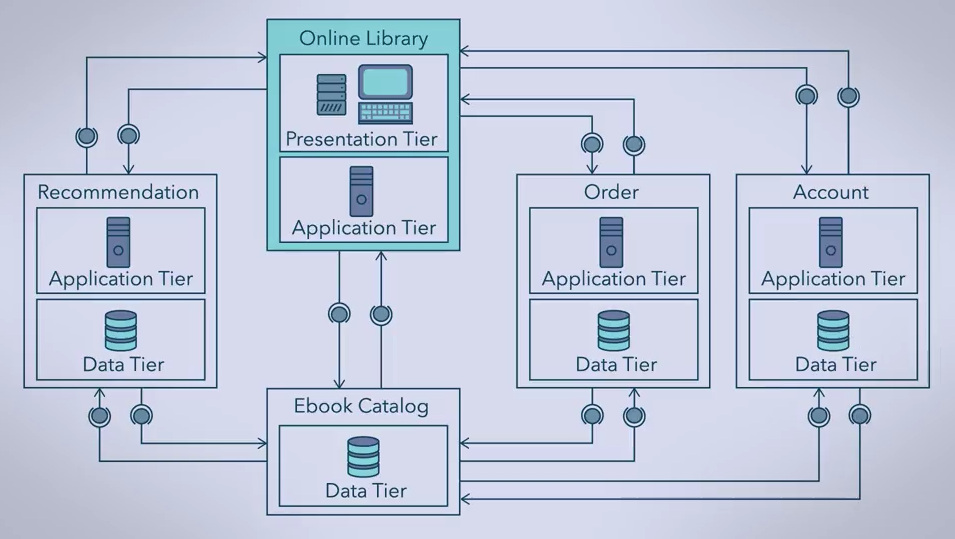 Online Library
Presentation Tier
Application Tier
Recommendation
Application Tier
Data Tier
Order
Application Tier
Data Tier
Account
Application Tier
Data Tier
Ebook Catalog
Data Tier